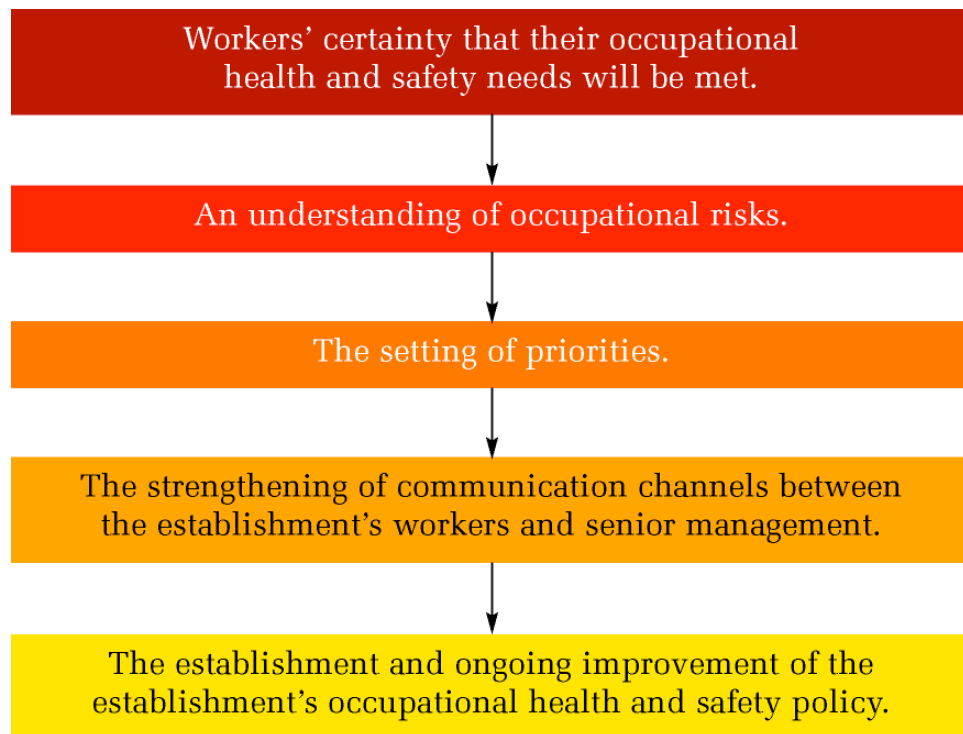 Workers’ certainty that their occupational
health and safety needs will be met.
An understanding of occupational risks.
The setting of priorities.
The strengthening of communication channels between
the establishment’s workers and senior management.
The establishment and ongoing improvement of the
establishment’s occupational health and safety policy.